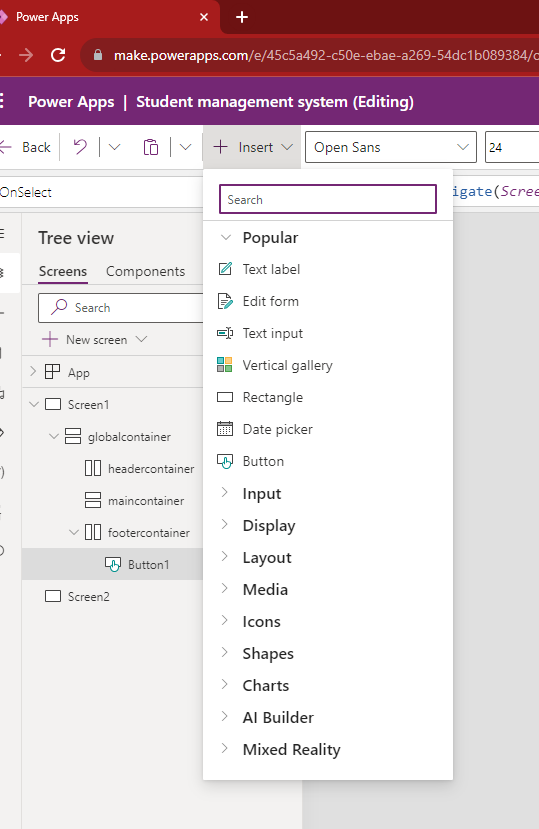 Power Apps
make.powerapps.com/e/45c5a492-c50e-ebae-a269-54dc1b089384/
Power Apps | Student management system (Editing)
Back
Insert
Open Sans
24
OnSelect
Search
igate(Scree
Tree view
Popular
Screens
Components
Text label
Search
Edit form
New screen
Text input
App
Vertical gallery
Screen1
Rectangle
globalcontainer
Date picker
headercontainer
Button
maincontainer
Input
footercontainer
Display
Button1
Layout
Screen2
Media
Icons
Shapes
Charts
AI Builder
Mixed Reality